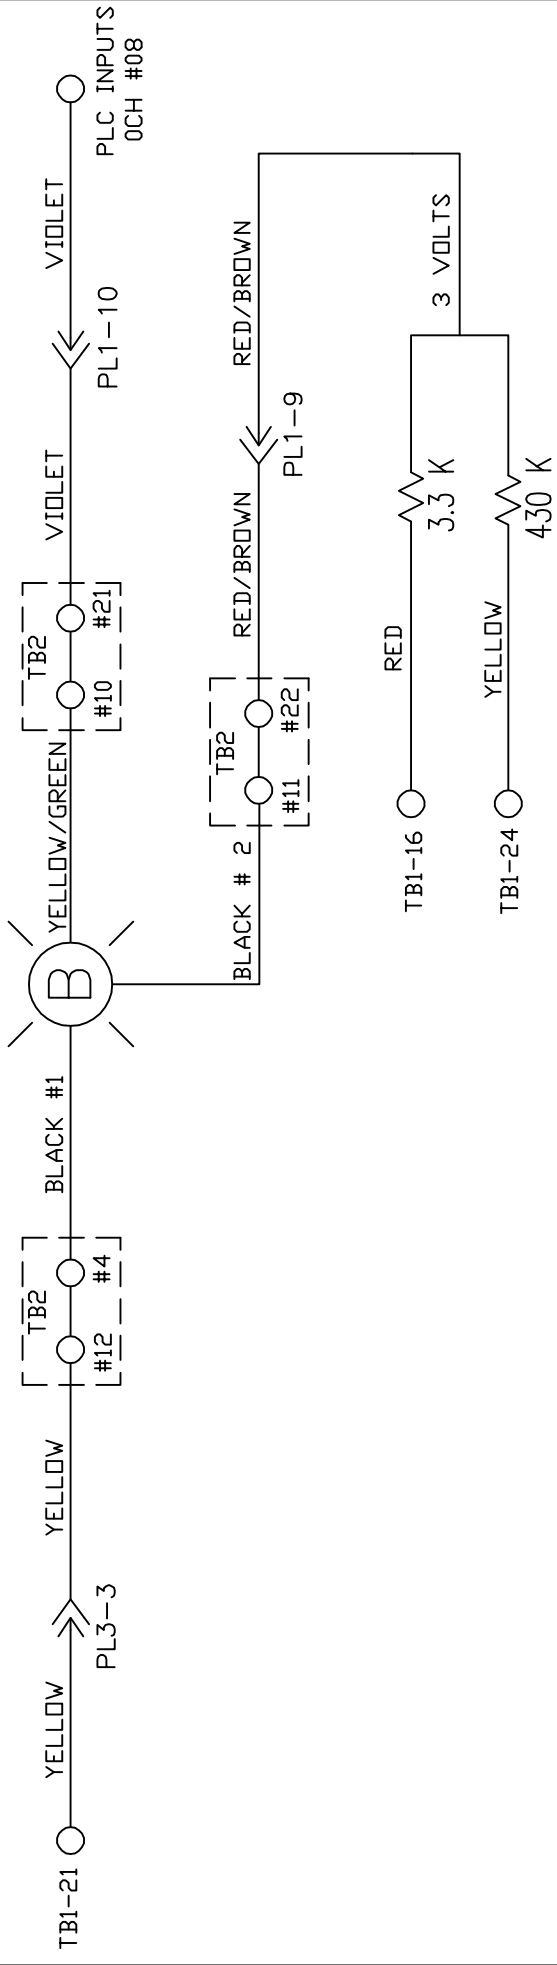 TB1-21
YELLOW
PL3-3
YELLOW
TB2
#12
#4
BLACK #1
B
YELLOW/GREEN
TB2
#10
#21
VIOLET
PL1-10
VIOLET
PLC INPUTS
0CH #08
BLACK # 2
TB2
#11
#22
RED/BROWN
PL1-9
RED/BROWN
3 VOLTS
TB1-16
RED
3.3 K
TB1-24
YELLOW
430 K